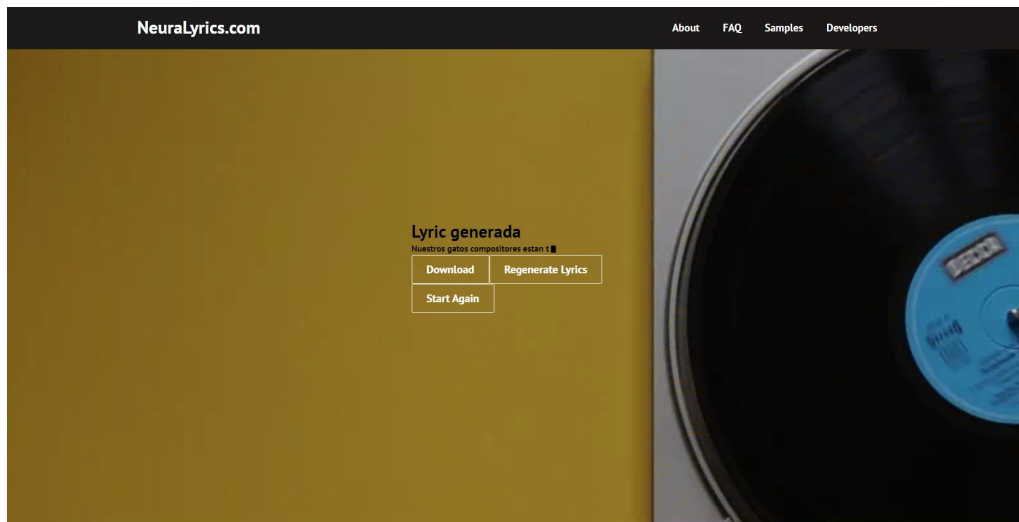 NeuraLyrics.com
About FAQ Samples Developers
Lyric generada
Nuestros gatos compositores estan t
Download Regenerate Lyrics
Start Again